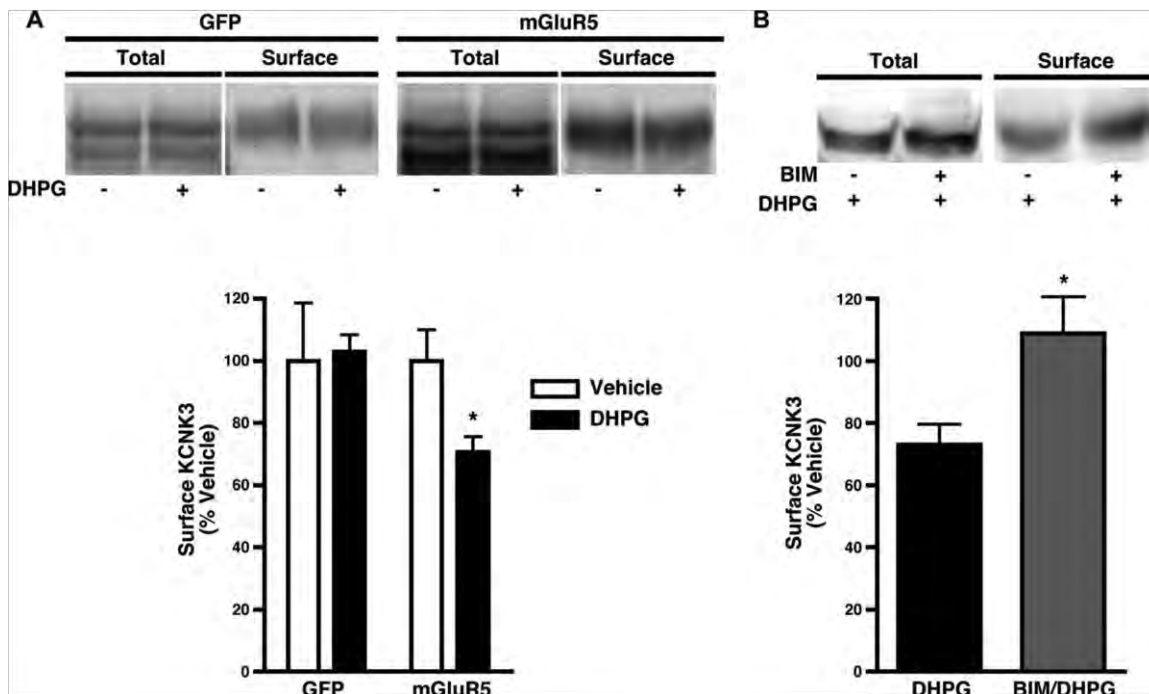 A
GFP mGluR5
Total Surface Total Surface
DHPG - + - + - + - +
B
Total Surface
BIM - + - +
DHPG + + + +
Surface KCNK3
(% Vehicle)
120
100
80
60
40
20
0
*
GFP mGluR5
Vehicle
DHPG
Surface KCNK3
(% Vehicle)
120
100
80
60
40
20
0
*
DHPG BIM/DHPG